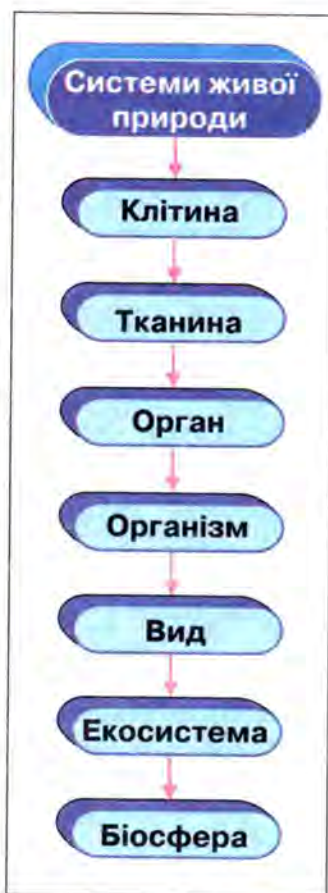 Системи живої
природи
Клітина
Тканина
Орган
Організм
Вид
Екосистема
Біосфера